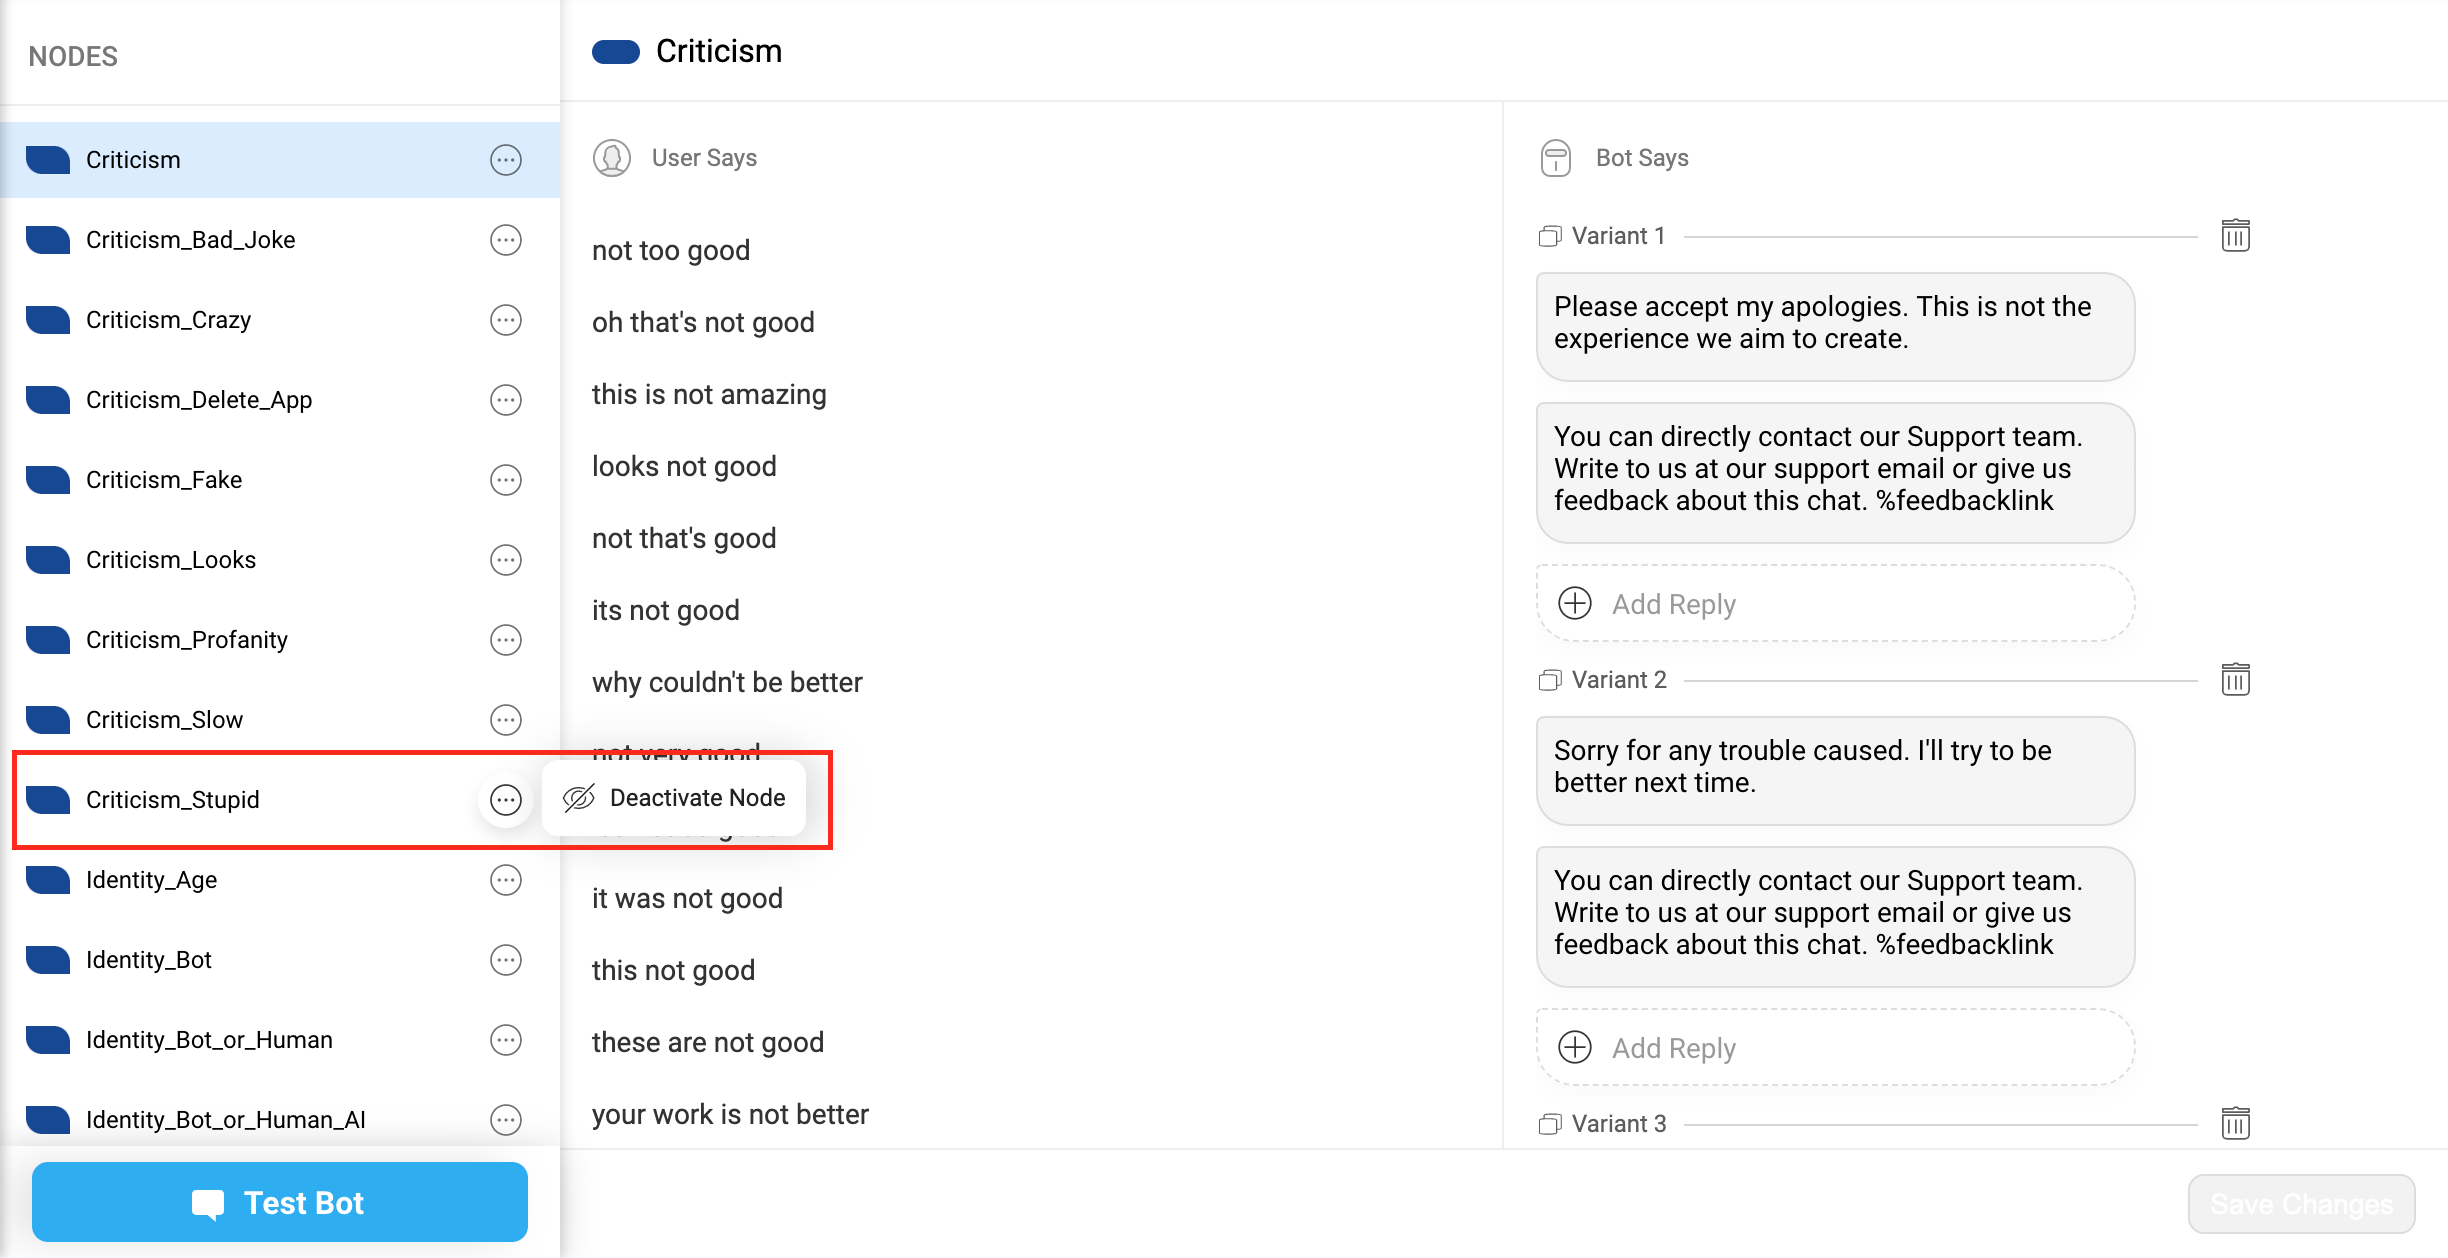 NODES
Criticism
Criticism_Bad_Joke
Criticism_Crazy
Criticism_Delete_App
Criticism_Fake
Criticism_Looks
Criticism_Profanity
Criticism_Slow
Criticism_Stupid
Deactivate Node
Identity_Age
Identity_Bot
Identity_Bot_or_Human
Identity_Bot_or_Human_AI
Test Bot
Criticism
User Says
not too good
oh that's not good
this is not amazing
looks not good
not that's good
its not good
why couldn't be better
not very good
it was not good
this not good
these are not good
your work is not better
Bot Says
Variant 1
Please accept my apologies. This is not the
experience we aim to create.
You can directly contact our Support team.
Write to us at our support email or give us
feedback about this chat. %feedbacklink
Add Reply
Variant 2
Sorry for any trouble caused. I'll try to be
better next time.
You can directly contact our Support team.
Write to us at our support email or give us
feedback about this chat. %feedbacklink
Add Reply
Variant 3
Save Changes